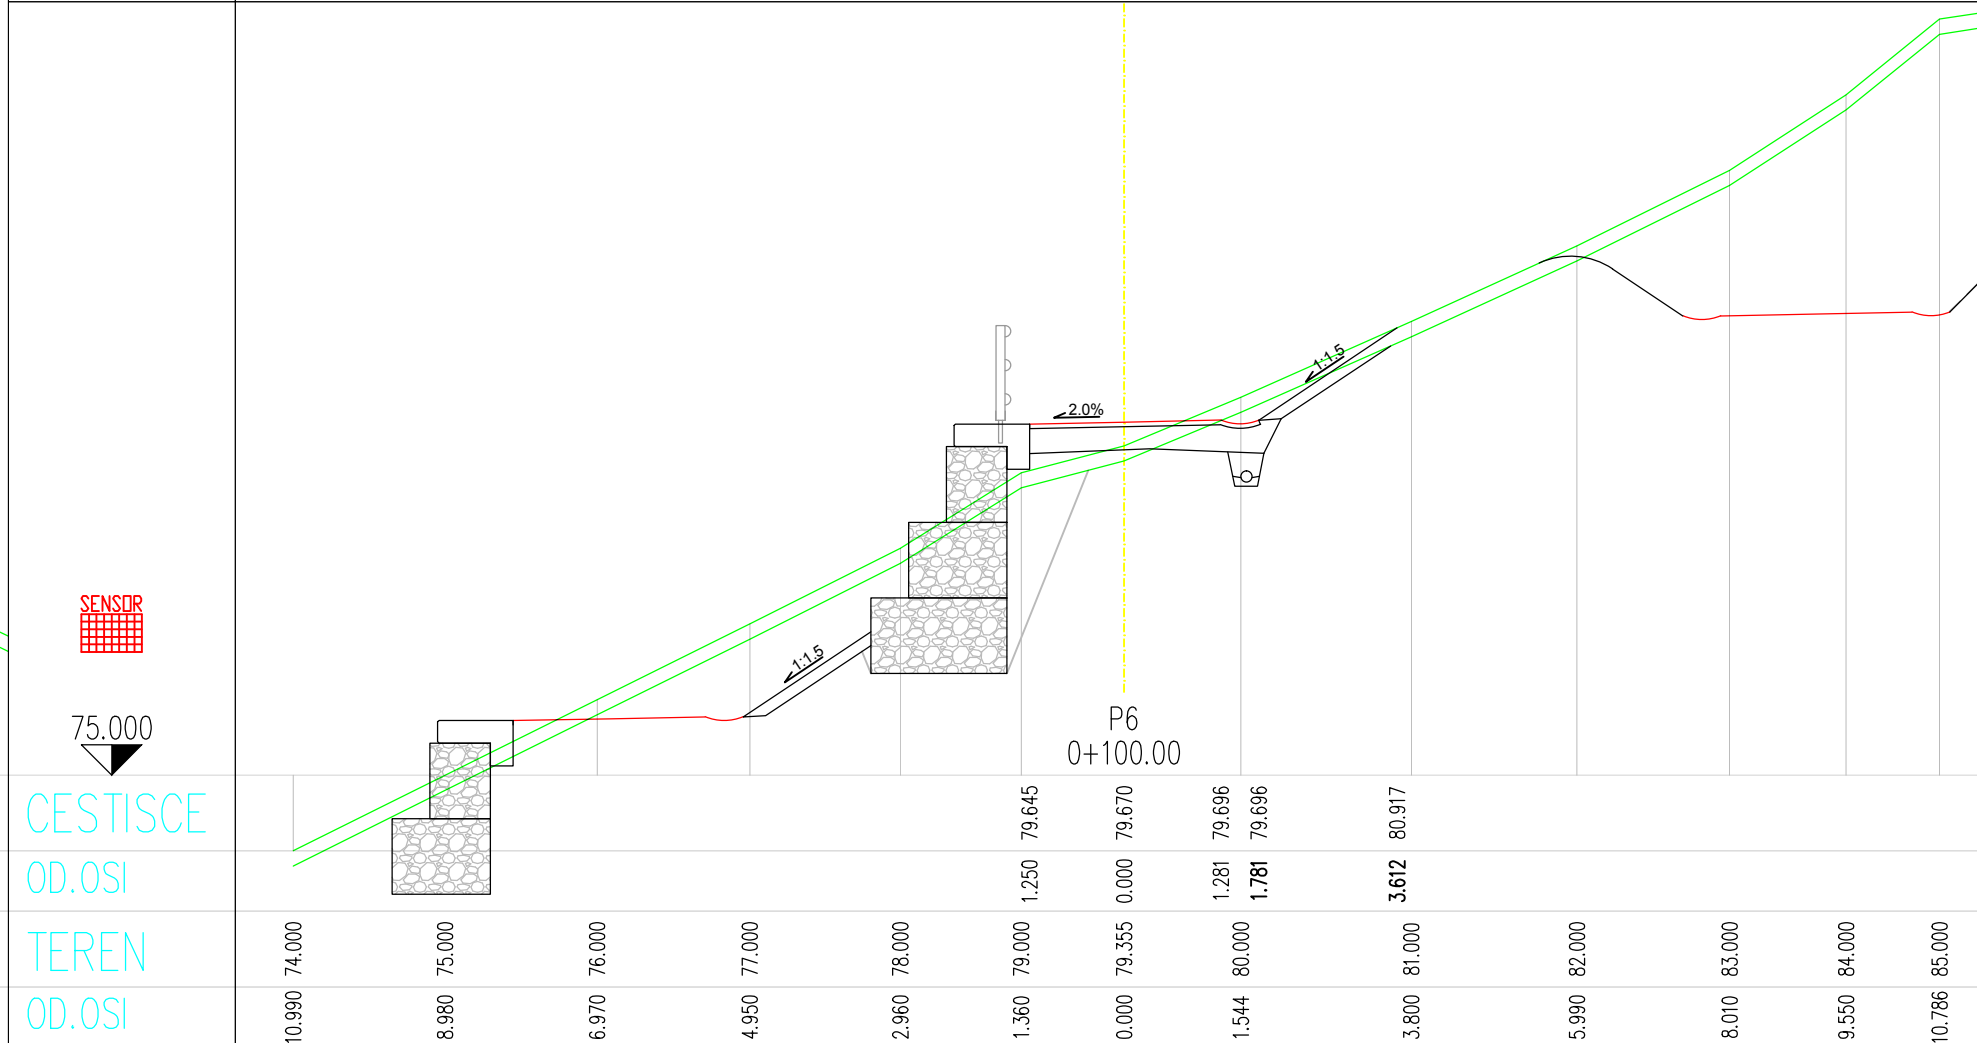 1:1.5
2.0%
1:1.5
SENSOR
75.000
P6
0+100.00
CESTISCE
79.645 79.670 79.696 79.696 80.917
OD.OSI
1.250 0.000 1.281 1.781 3.612
TEREN
74.000 75.000 76.000 77.000 78.000 79.000 79.355 80.000 81.000 82.000 83.000 84.000 85.000
OD.OSI
10.990 8.980 6.970 4.950 2.960 1.360 0.000 1.544 3.800 5.990 8.010 9.550 10.786